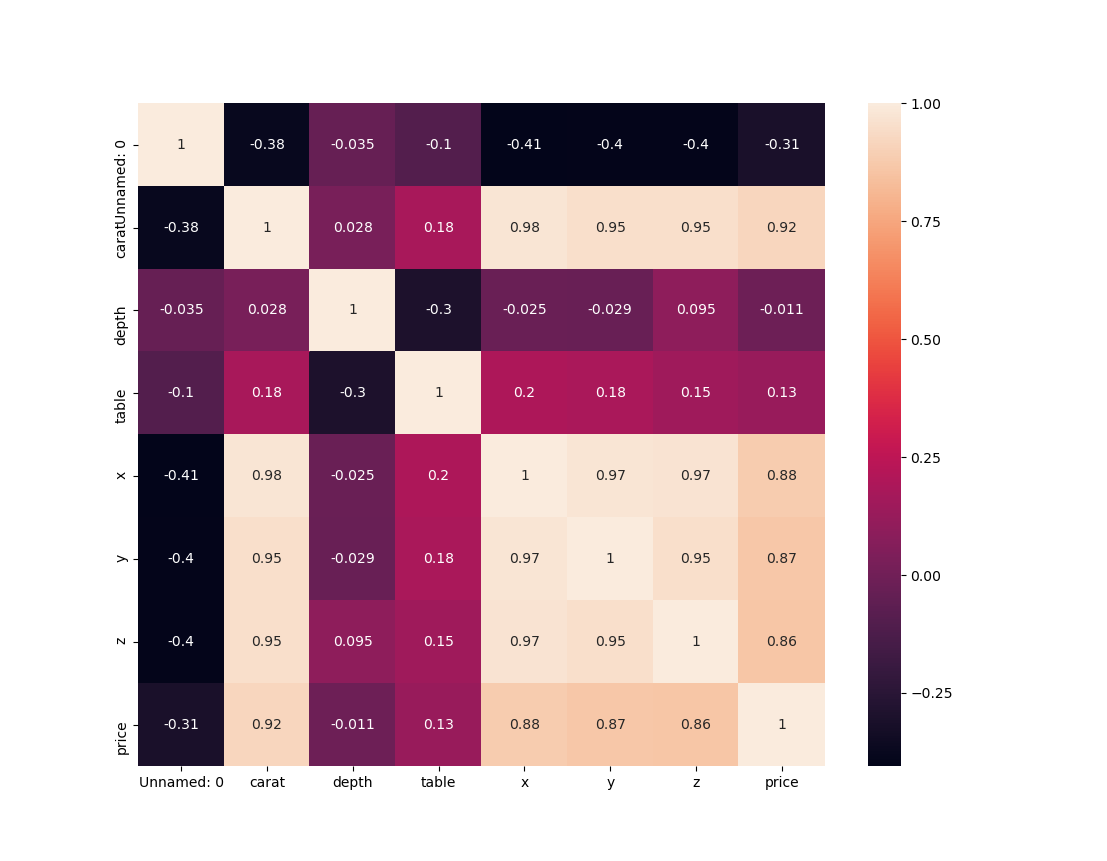 Unnamed: 0 1 -0.38 -0.035 -0.1 -0.41 -0.4 -0.4 -0.31
carat -0.38 1 0.028 0.18 0.98 0.95 0.95 0.92
depth -0.035 0.028 1 -0.3 -0.025 -0.029 0.095 -0.011
table -0.1 0.18 -0.3 1 0.2 0.18 0.15 0.13
x -0.41 0.98 -0.025 0.2 1 0.97 0.97 0.88
y -0.4 0.95 -0.029 0.18 0.97 1 0.95 0.87
z -0.4 0.95 0.095 0.15 0.97 0.95 1 0.86
price -0.31 0.92 -0.011 0.13 0.88 0.87 0.86 1
Unnamed: 0 carat depth table x y z price
1.00
0.75
0.50
0.25
0.00
−0.25